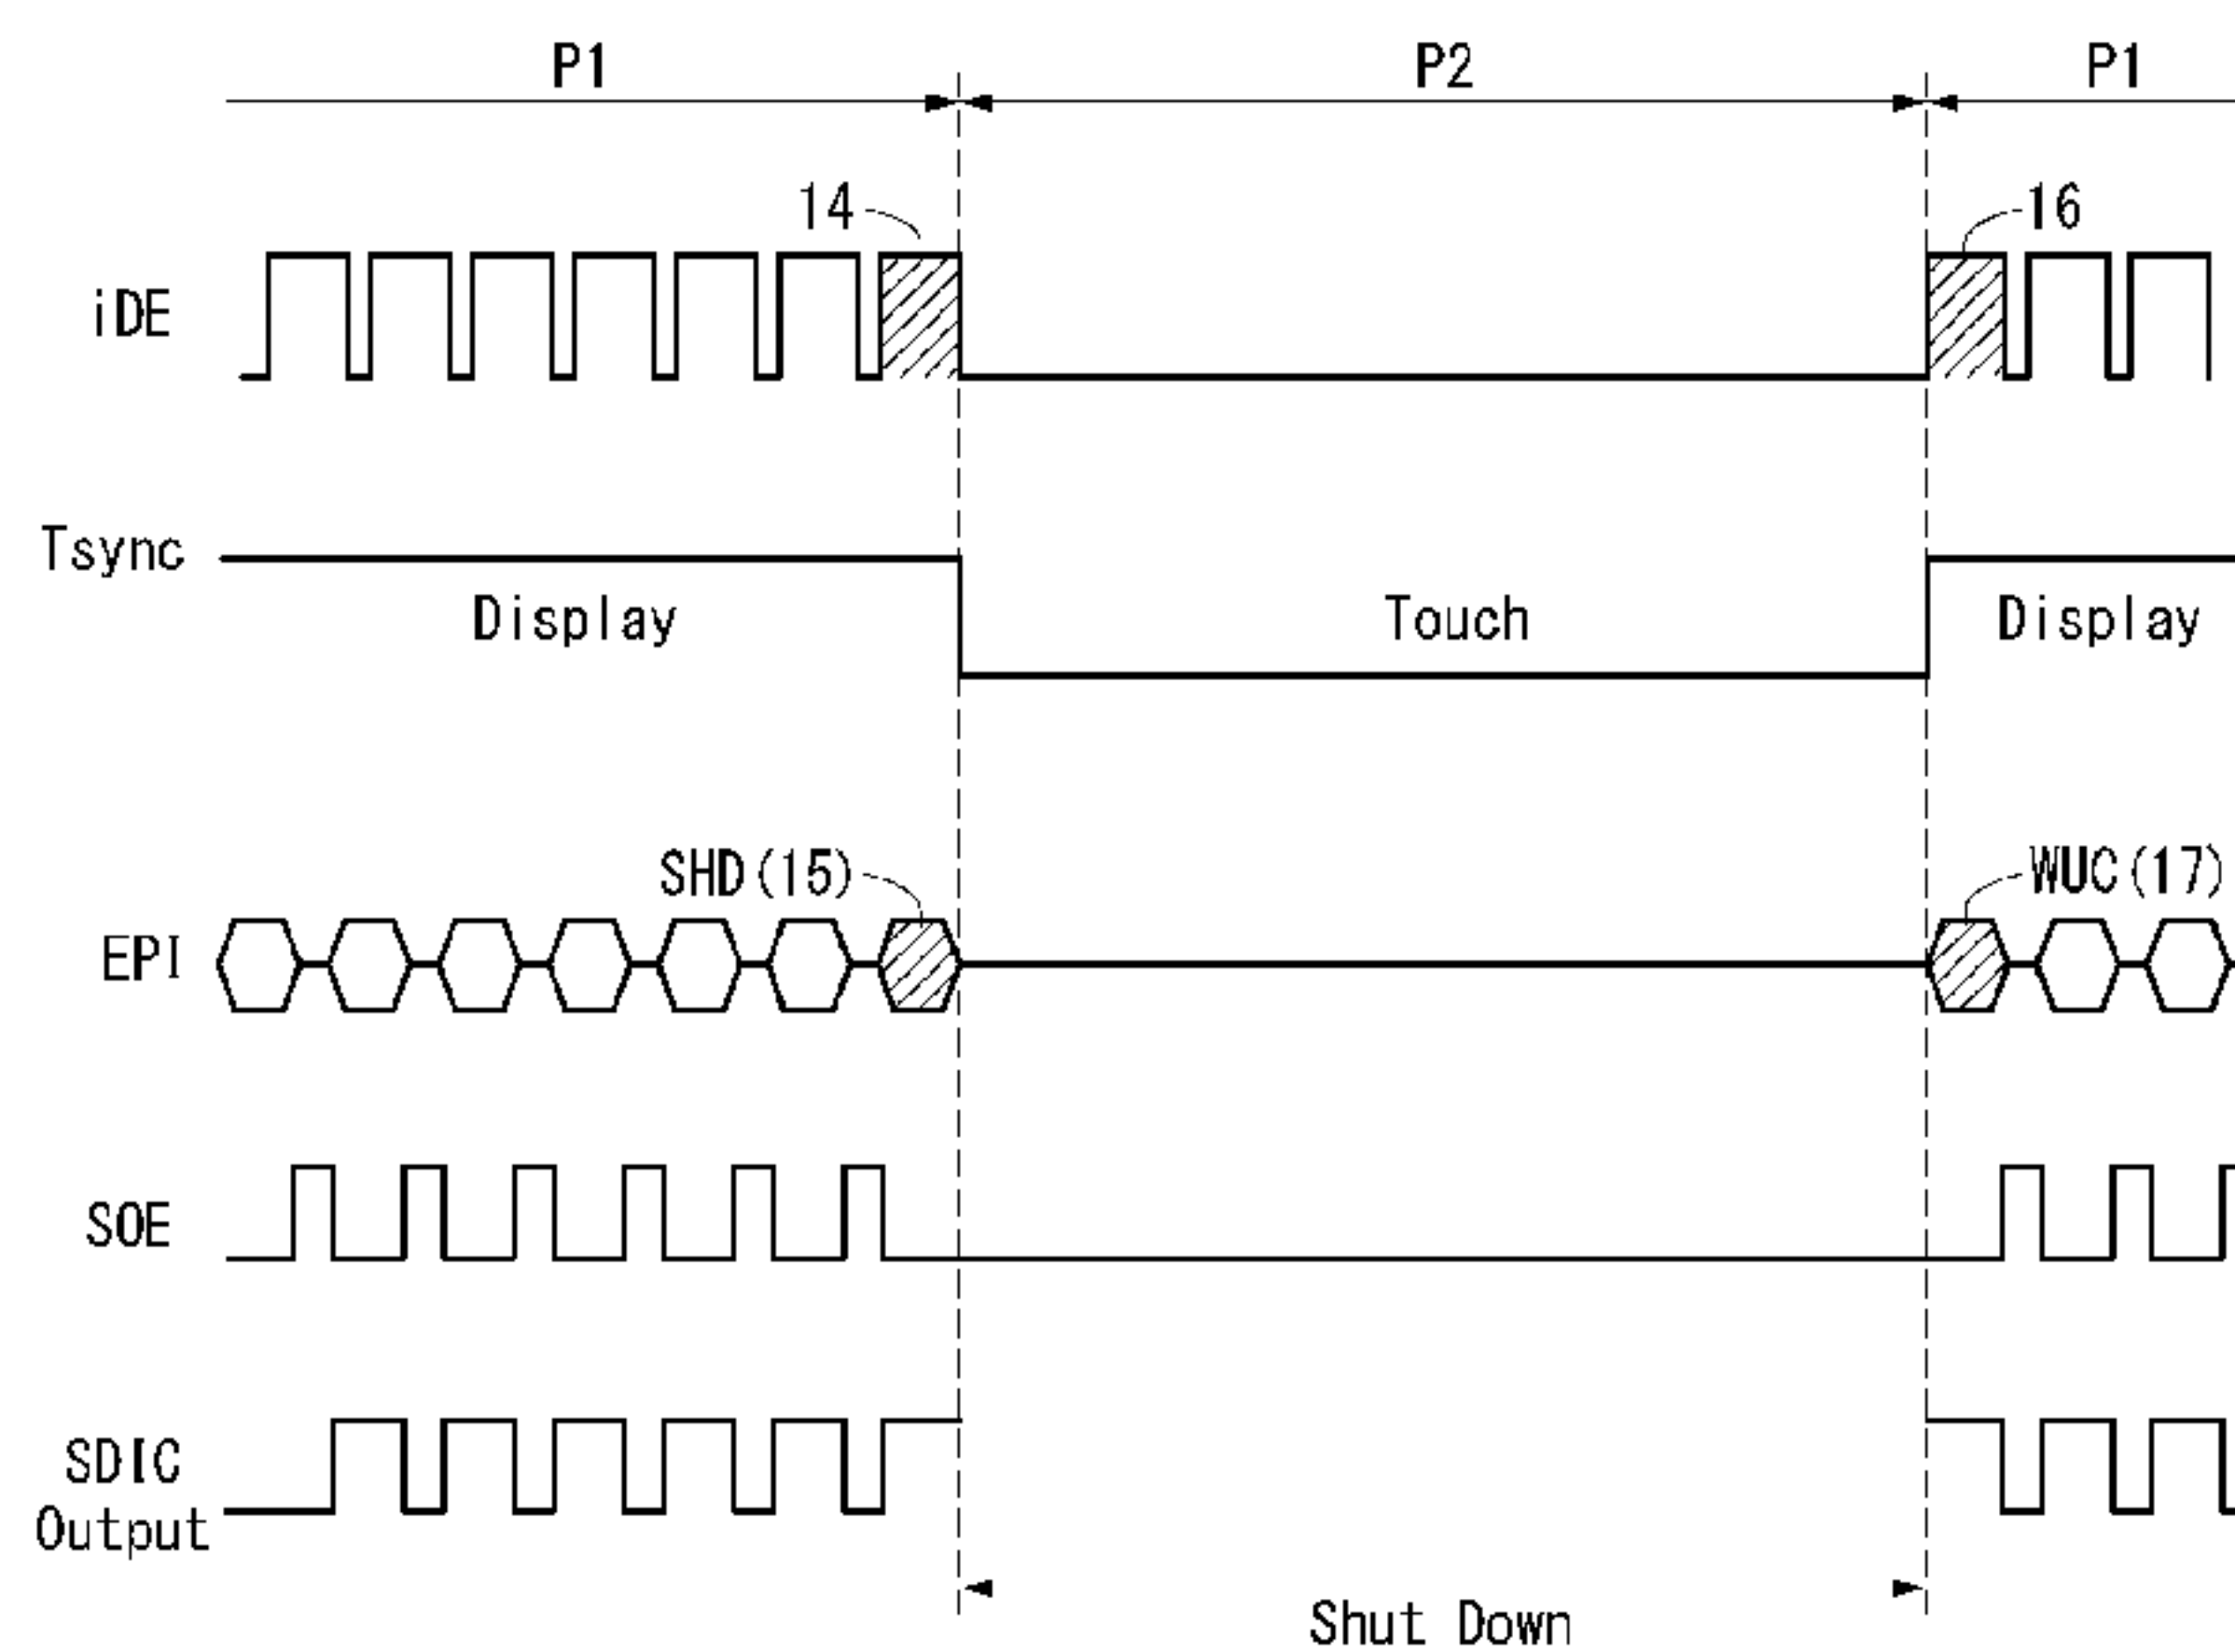 P1 P2 P1
14 16
iDE
Tsync
Display Touch Display
SHD(15) WUC(17)
EPI
SOE
SDIC
Output
Shut Down